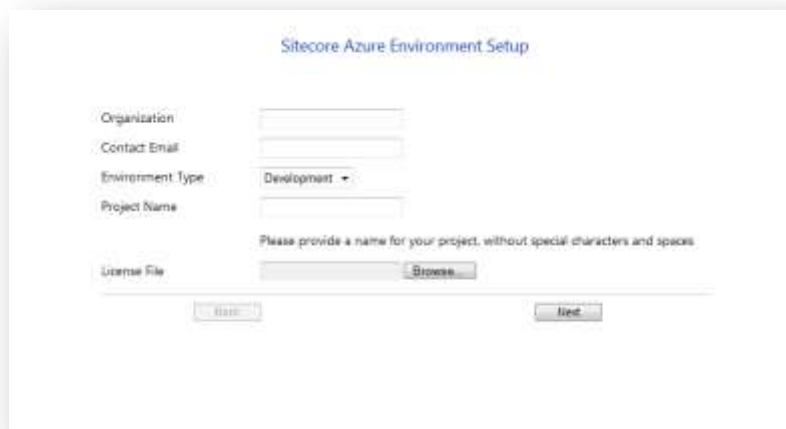 Sitecore Azure Environment Setup
Organization
Contact Email
Environment Type Development
Project Name
Please provide a name for your project, without special characters and spaces
License File Browse...
Back Next